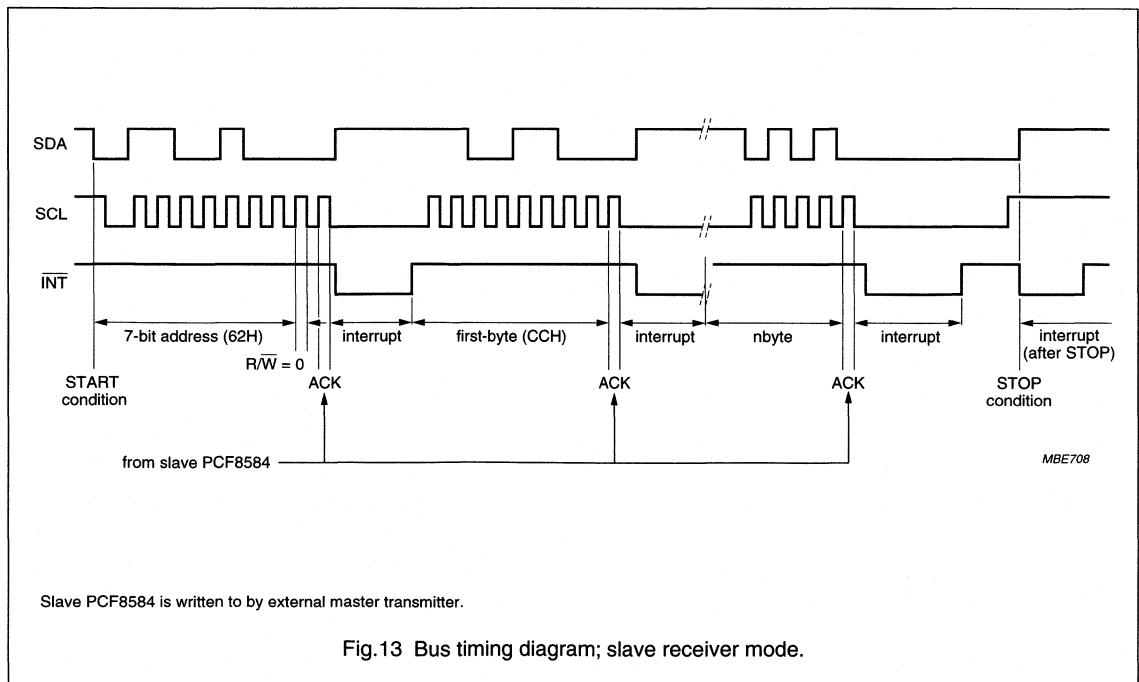 SDA
SCL
INT
7-bit address (62H)
interrupt
first-byte (CCH)
interrupt
nbyte
interrupt
interrupt
(after STOP)
R/W = 0
START
condition
ACK
ACK
ACK
STOP
condition
from slave PCF8584
MBE708
Slave PCF8584 is written to by external master transmitter.
Fig.13 Bus timing diagram; slave receiver mode.